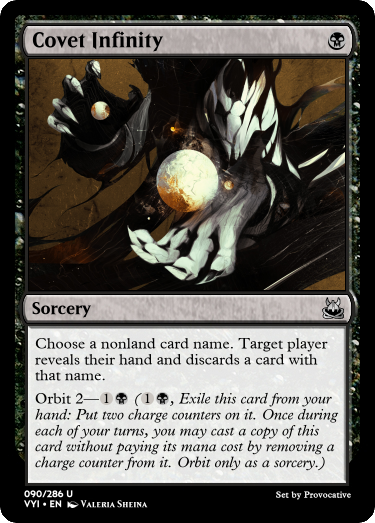 Covet Infinity
Sorcery
Choose a nonland card name. Target player
reveals their hand and discards a card with
that name.
Orbit 2—1 (1, Exile this card from your
hand: Put two charge counters on it. Once during
each of your turns, you may cast a copy of this
card without paying its mana cost by removing a
charge counter from it. Orbit only as a sorcery.)
090/286 U
VYI • EN Valeria Sheina
Set by Provocative